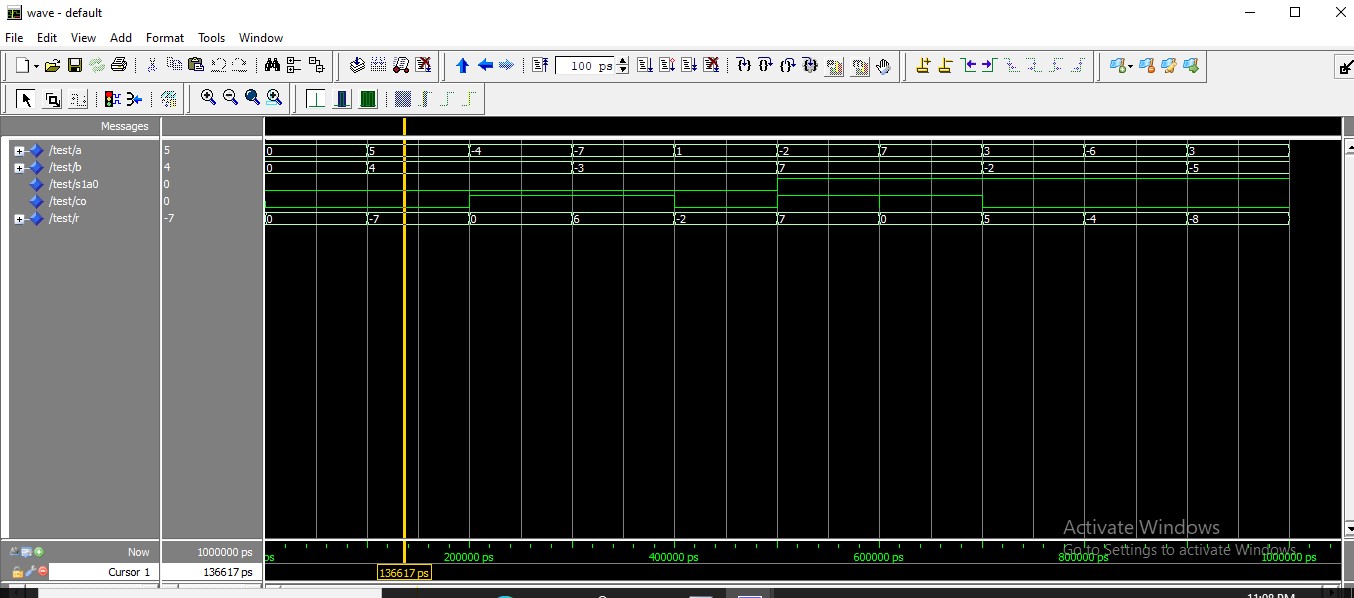 wave - default
File Edit View Add Format Tools Window
100 ps
Messages
/test/a 5 0 5 -4 -7 1 -2 7 3 -6 3
/test/b 4 0 4 -3 7 -2 -5
/test/s1a0 0
/test/co 0
/test/r -7 0 -7 0 6 -2 7 0 5 -4 -8
Activate Windows
Go to Settings to activate Windows.
Now 1000000 ps ps 200000 ps 400000 ps 600000 ps 800000 ps 1000000 ps
Cursor 1 136617 ps 136617 ps
11:08 PM